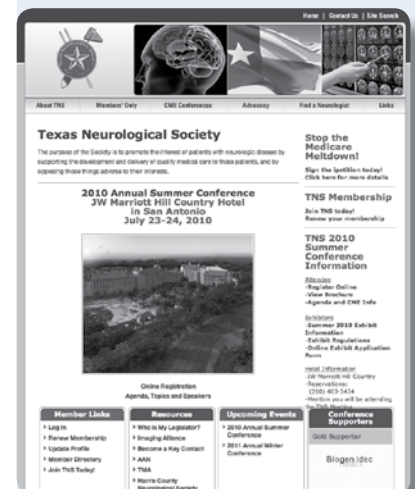 Home | Contact Us | Site Search
About TNS Members' Only CME Conferences Advocacy Find a Neurologist Links
Texas Neurological Society
The purpose of the Society is to promote the interest of patients with neurologic disease by
supporting the development and delivery of quality medical care to those patients, and by
opposing those things adverse to their interests.
2010 Annual Summer Conference
JW Marriott Hill Country Hotel
in San Antonio
July 23-24, 2010
Online Registration
Agenda, Topics and Speakers
Stop the
Medicare
Meltdown!
Sign the ipetition today!
Click here for more details
TNS Membership
Join TNS today!
Renew your membership
TNS 2010
Summer
Conference
Information
Attendees
-Register Online
-View Brochure
-Agenda and CME Info
Exhibitors
-Summer 2010 Exhibit
Information
-Exhibit Regulations
-Online Exhibit Application
Form
Hotel Information
-JW Marriott Hill Country
-Reservations:
(210) 403-3434
-Mention you will be attending
the TNS Meeting
Member Links
Log In
Renew Membership
Update Profile
Member Directory
Join TNS Today!
Resources
Who is My Legislator?
Imaging Alliance
Become a Key Contact
AAN
TMA
Harris County
Neurological Society
Upcoming Events
2010 Annual Summer
Conference
2011 Annual Winter
Conference
Conference
Supporters
Gold Supporter
Biogen Idec